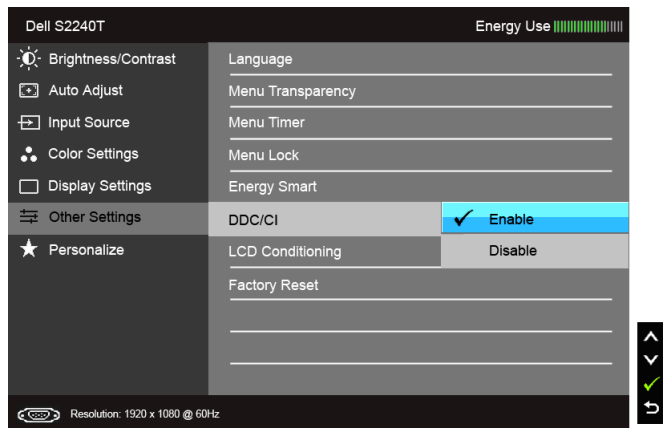 Dell S2240T Energy Use
Brightness/Contrast Language
Auto Adjust Menu Transparency
Input Source Menu Timer
Color Settings Menu Lock
Display Settings Energy Smart
Other Settings DDC/CI Enable
Personalize LCD Conditioning Disable
Factory Reset
Resolution: 1920 x 1080 @ 60Hz